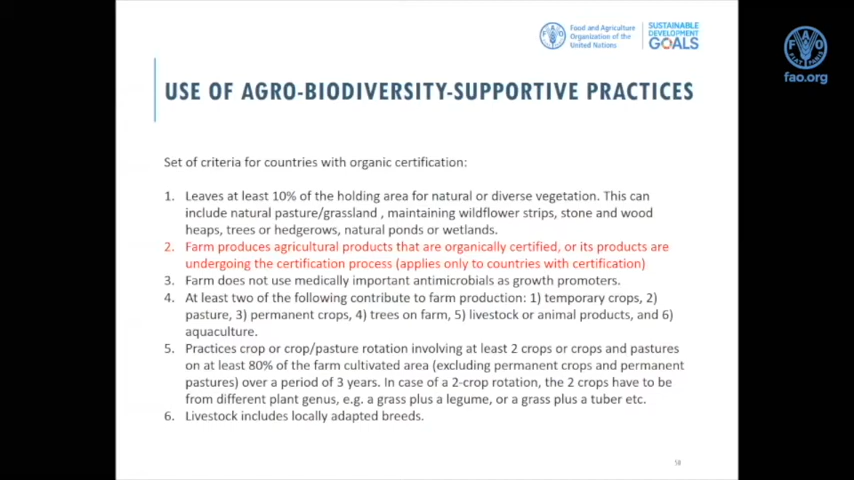 Food and Agriculture
Organization of the
United Nations
SUSTAINABLE
DEVELOPMENT
GOALS
FAO
FIAT PANIS
fao.org
USE OF AGRO-BIODIVERSITY-SUPPORTIVE PRACTICES
Set of criteria for countries with organic certification:
1. Leaves at least 10% of the holding area for natural or diverse vegetation. This can
include natural pasture/grassland , maintaining wildflower strips, stone and wood
heaps, trees or hedgerows, natural ponds or wetlands.
2. Farm produces agricultural products that are organically certified, or its products are
undergoing the certification process (applies only to countries with certification)
3. Farm does not use medically important antimicrobials as growth promoters.
4. At least two of the following contribute to farm production: 1) temporary crops, 2)
pasture, 3) permanent crops, 4) trees on farm, 5) livestock or animal products, and 6)
aquaculture.
5. Practices crop or crop/pasture rotation involving at least 2 crops or crops and pastures
on at least 80% of the farm cultivated area (excluding permanent crops and permanent
pastures) over a period of 3 years. In case of a 2-crop rotation, the 2 crops have to be
from different plant genus, e.g. a grass plus a legume, or a grass plus a tuber etc.
6. Livestock includes locally adapted breeds.